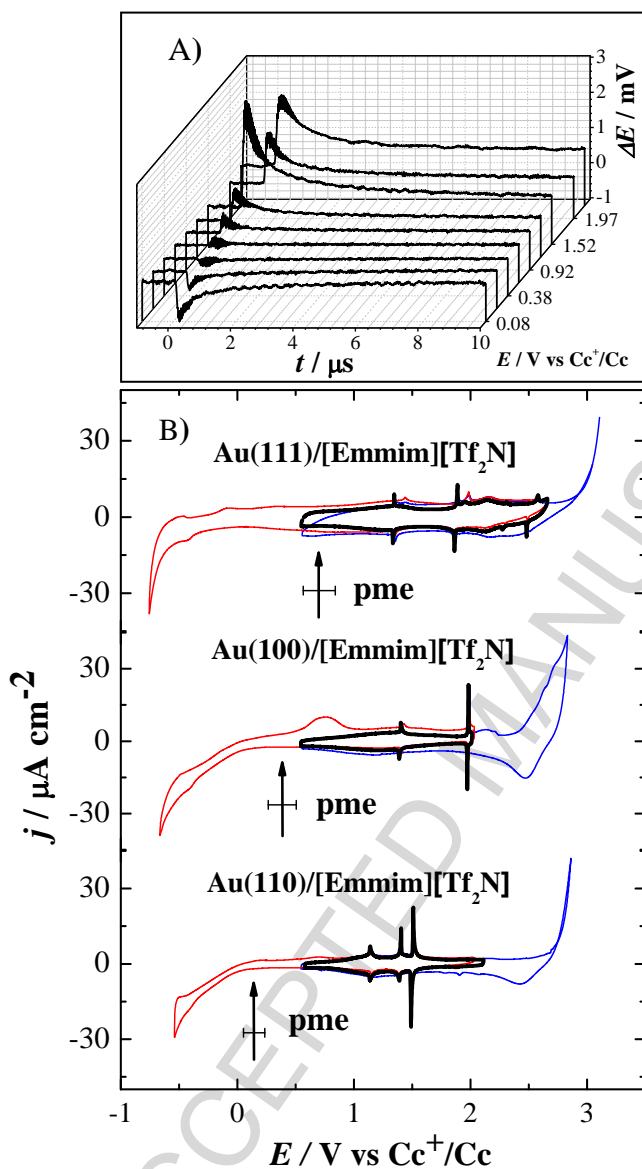 A)
3
2
1
0
-1
ΔE / mV
1.97
1.52
0.92
0.38
0.08
0 2 4 6 8 10
t / μs
E / V vs Cc⁺/Cc
B)
30
Au(111)/[Emmim][Tf₂N]
0
-30
pme
Au(100)/[Emmim][Tf₂N]
30
0
-30
pme
Au(110)/[Emmim][Tf₂N]
30
0
-30
pme
j / μA cm⁻²
-1 0 1 2 3
E / V vs Cc⁺/Cc
SCEPTED MANUS